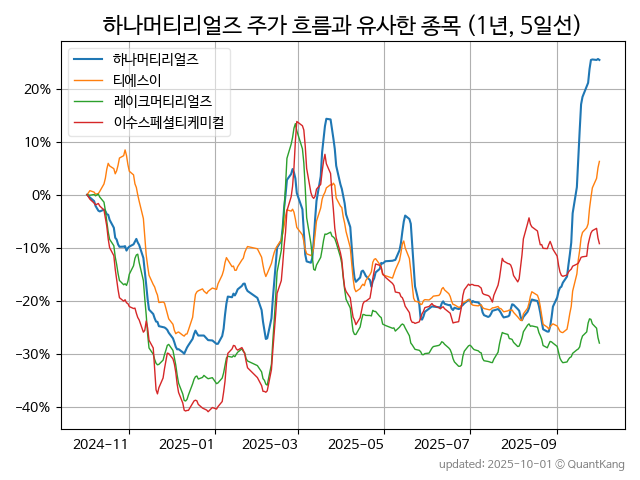 하나머티리얼즈 주가 흐름과 유사한 종목 (1년, 5일선)
하나머티리얼즈
티에스이
레이크머티리얼즈
이수스페셜티케미컬
20%
10%
0%
−10%
−20%
−30%
−40%
2024-11 2025-01 2025-03 2025-05 2025-07 2025-09
updated: 2025-10-01 © QuantKang